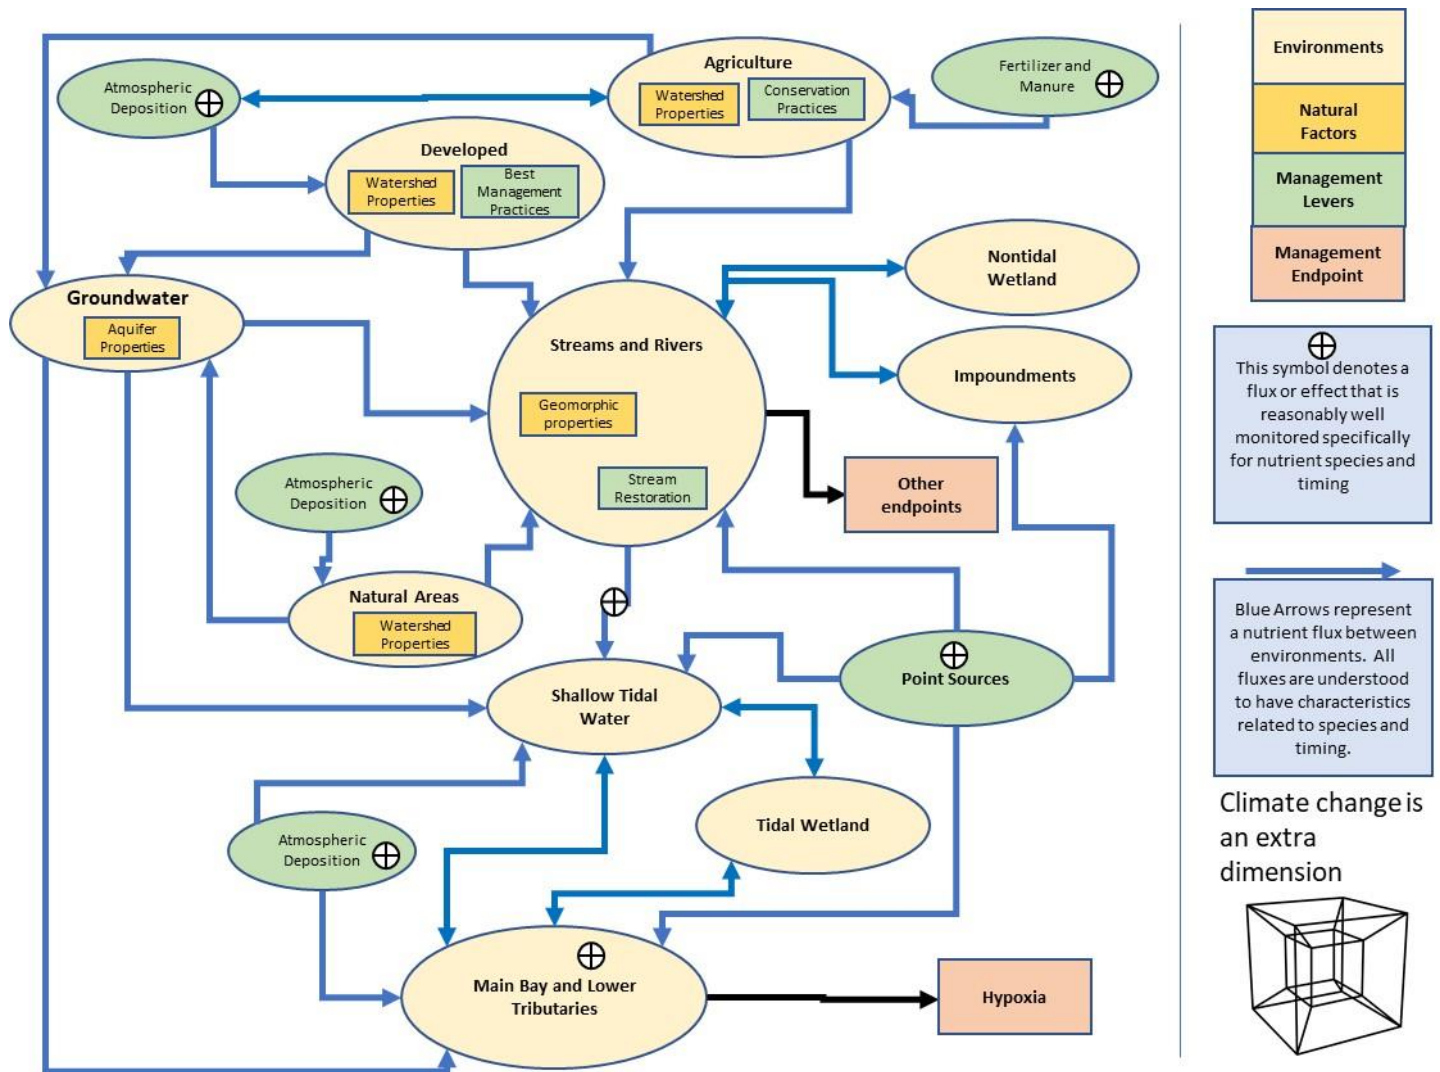 Agriculture
Watershed
Properties
Conservation
Practices
Fertilizer and
Manure
Atmospheric
Deposition
Developed
Watershed
Properties
Best
Management
Practices
Nontidal
Wetland
Groundwater
Aquifer
Properties
Streams and Rivers
Geomorphic
properties
Stream
Restoration
Impoundments
Atmospheric
Deposition
Other
endpoints
Natural Areas
Watershed
Properties
Point Sources
Shallow Tidal
Water
Tidal Wetland
Atmospheric
Deposition
Main Bay and Lower
Tributaries
Hypoxia
Environments
Natural
Factors
Management
Levers
Management
Endpoint
This symbol denotes a
flux or effect that is
reasonably well
monitored specifically
for nutrient species and
timing
Blue Arrows represent
a nutrient flux between
environments. All
fluxes are understood
to have characteristics
related to species and
timing.
Climate change is
an extra
dimension